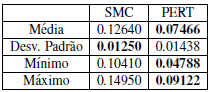 SMC PERT
Média 0.12640 0.07466
Desv. Padrão 0.01250 0.01438
Mínimo 0.10410 0.04788
Máximo 0.14950 0.09122